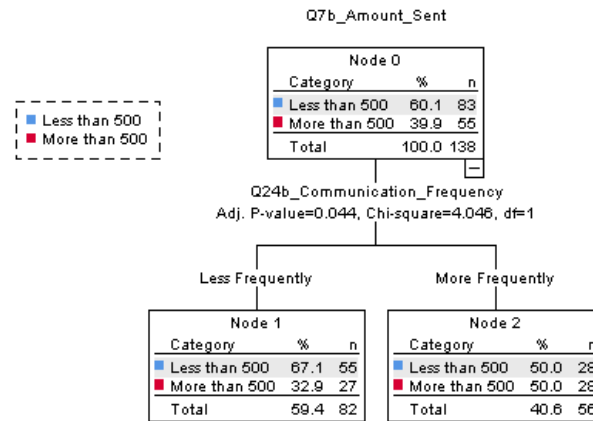 Q7b_Amount_Sent
Node 0
Category % n
Less than 500 60.1 83
More than 500 39.9 55
Total 100.0 138
Less than 500
More than 500
Q24b_Communication_Frequency
Adj. P-value=0.044, Chi-square=4.046, df=1
Less Frequently
More Frequently
Node 1
Category % n
Less than 500 67.1 55
More than 500 32.9 27
Total 59.4 82
Node 2
Category % n
Less than 500 50.0 28
More than 500 50.0 28
Total 40.6 56